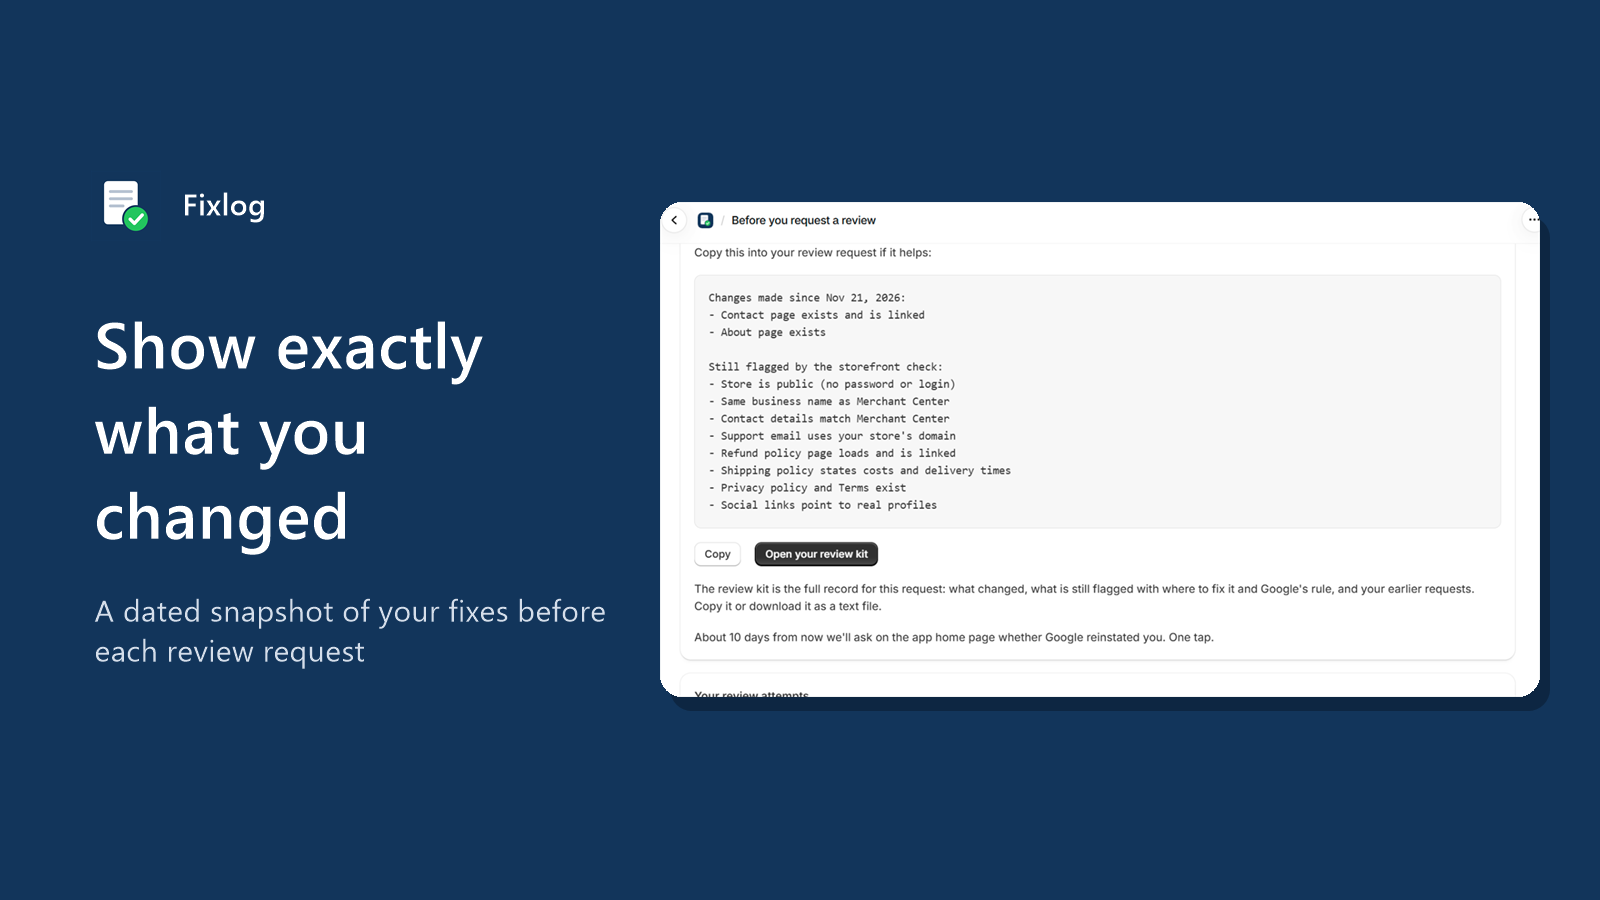 Fixlog
Show exactly
what you
changed
A dated snapshot of your fixes before
each review request
/ Before you request a review
Copy this into your review request if it helps:
Changes made since Nov 21, 2026:
- Contact page exists and is linked
- About page exists
Still flagged by the storefront check:
- Store is public (no password or login)
- Same business name as Merchant Center
- Contact details match Merchant Center
- Support email uses your store's domain
- Refund policy page loads and is linked
- Shipping policy states costs and delivery times
- Privacy policy and Terms exist
- Social links point to real profiles
Copy Open your review kit
The review kit is the full record for this request: what changed, what is still flagged with where to fix it and Google's rule, and your earlier requests.
Copy it or download it as a text file.
About 10 days from now we'll ask on the app home page whether Google reinstated you. One tap.
Your review attempts